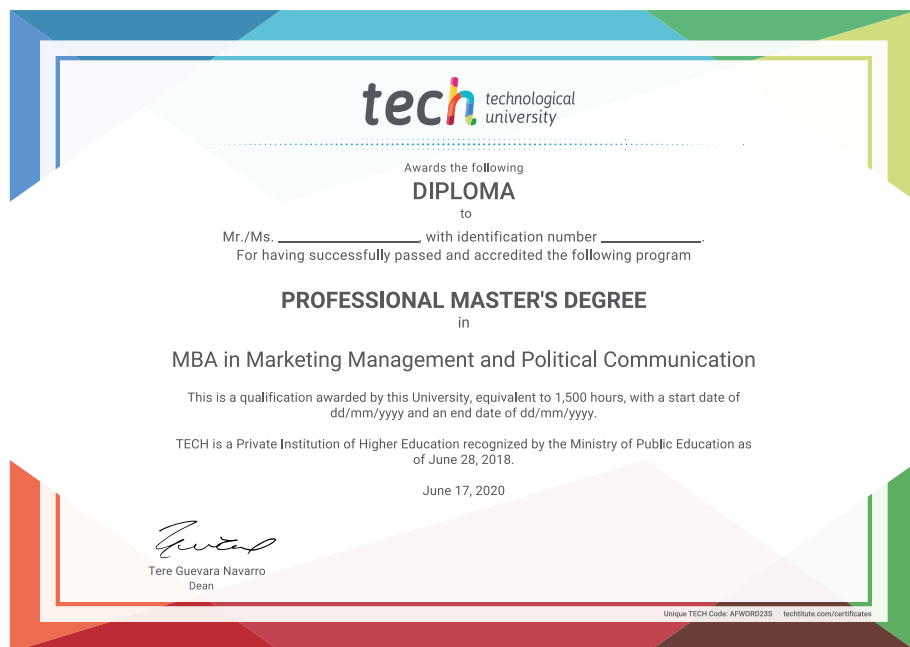 tech technological
university
Awards the following
DIPLOMA
to
Mr./Ms. ____________________, with identification number ______________.
For having successfully passed and accredited the following program
PROFESSIONAL MASTER'S DEGREE
in
MBA in Marketing Management and Political Communication
This is a qualification awarded by this University, equivalent to 1,500 hours, with a start date of
dd/mm/yyyy and an end date of dd/mm/yyyy.
TECH is a Private Institution of Higher Education recognized by the Ministry of Public Education as
of June 28, 2018.
June 17, 2020
Tere Guevara Navarro
Dean
Unique TECH Code: AFWORD23S techtitute.com/certificates